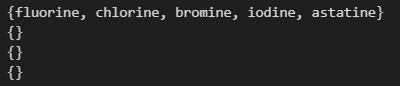 {fluorine, chlorine, bromine, iodine, astatine}
{}
{}
{}